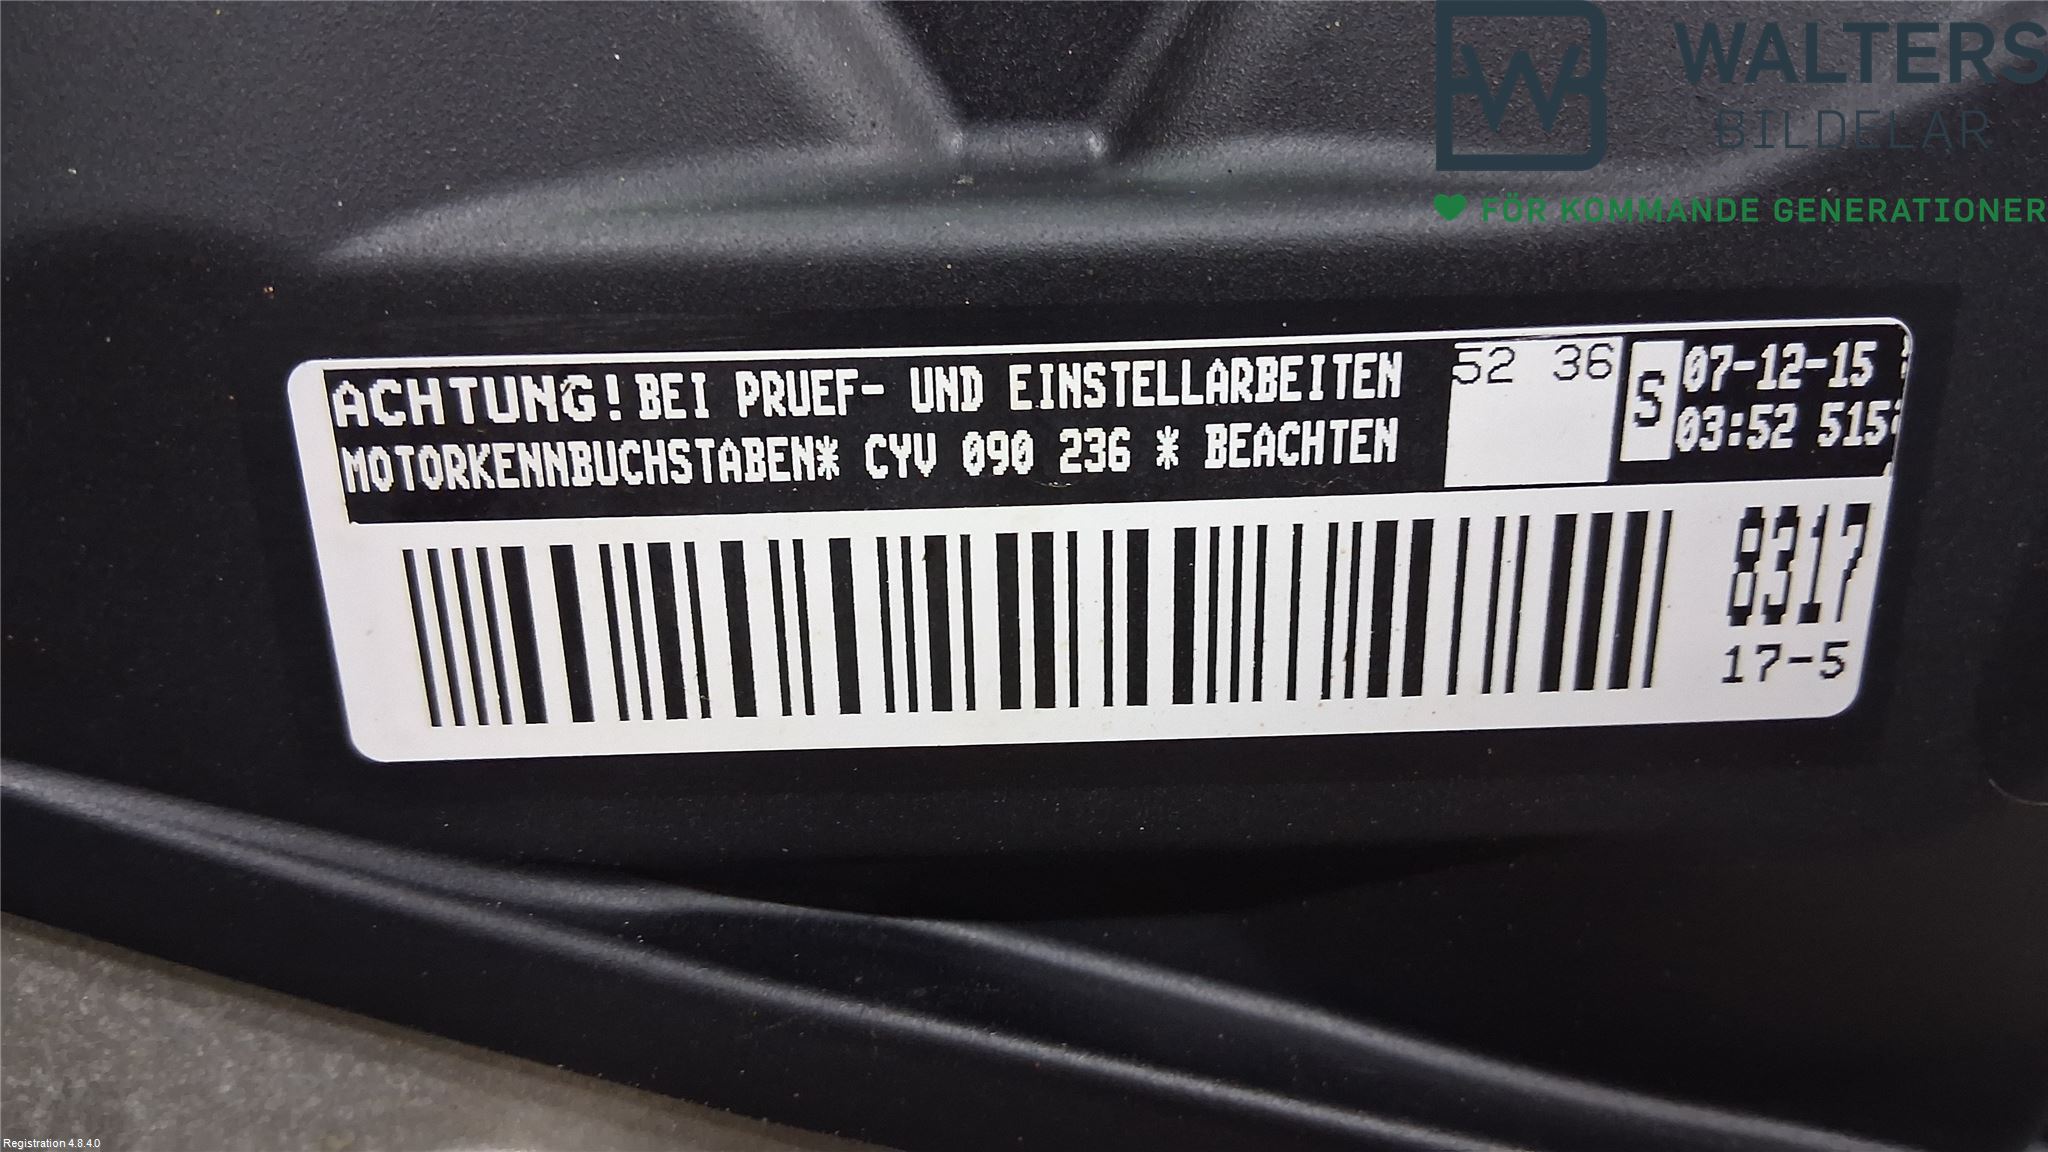 WALTERS
BILDELAR
FÖR KOMMANDE GENERATIONER
ACHTUNG! BEI PRUEF- UND EINSTELLARBEITEN
MOTORKENNBUCHSTABEN* CYV 090 236 * BEACHTEN
52 36
S
07-12-15
03:52 515
8317
17-5
Registration 4.8.4.0